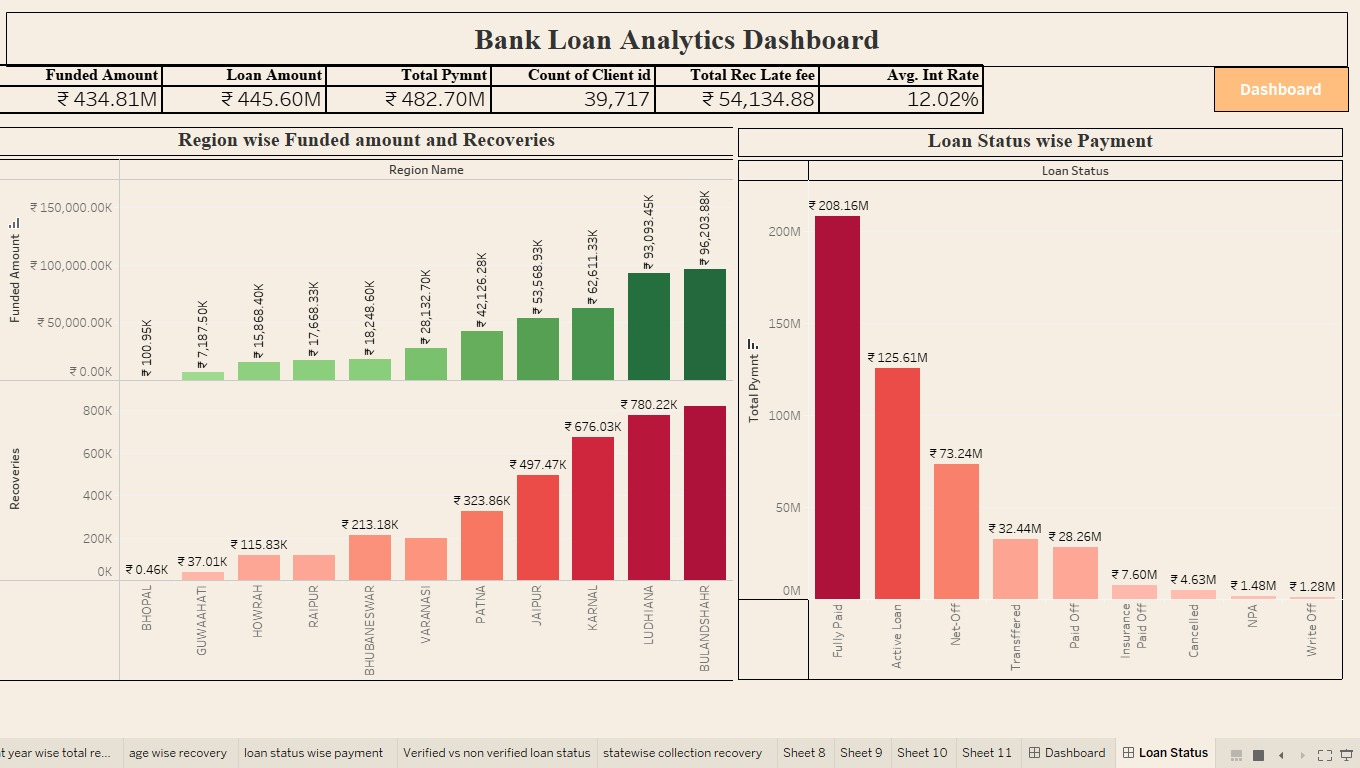 Bank Loan Analytics Dashboard
Funded Amount Loan Amount Total Pymnt Count of Client id Total Rec Late fee Avg. Int Rate
₹ 434.81M ₹ 445.60M ₹ 482.70M 39,717 ₹ 54,134.88 12.02%
Dashboard
Region wise Funded amount and Recoveries
Region Name
Funded Amount
₹ 150,000.00K
₹ 100,000.00K
₹ 50,000.00K
₹ 0.00K
₹ 100.95K
₹ 7,187.50K
₹ 15,868.40K
₹ 17,668.33K
₹ 18,248.60K
₹ 28,132.70K
₹ 42,126.28K
₹ 53,568.93K
₹ 62,611.33K
₹ 93,093.45K
₹ 96,203.88K
Recoveries
800K
600K
400K
200K
0K
₹ 0.46K
₹ 37.01K
₹ 115.83K
₹ 213.18K
₹ 323.86K
₹ 497.47K
₹ 676.03K
₹ 780.22K
BHOPAL
GUWAAHATI
HOWRAH
RAIPUR
BHUBANESWAR
VARANASI
PATNA
JAIPUR
KARNAL
LUDHIANA
BULANDSHAHR
Loan Status wise Payment
Loan Status
Total Pymnt
200M
150M
100M
50M
0M
₹ 208.16M
₹ 125.61M
₹ 73.24M
₹ 32.44M
₹ 28.26M
₹ 7.60M
₹ 4.63M
₹ 1.48M
₹ 1.28M
Fully Paid
Active Loan
Net-Off
Transffered
Paid Off
Insurance
Paid Off
Cancelled
NPA
Write Off
t year wise total re... age wise recovery loan status wise payment Verified vs non verified loan status statewise collection recovery Sheet 8 Sheet 9 Sheet 10 Sheet 11 Dashboard Loan Status